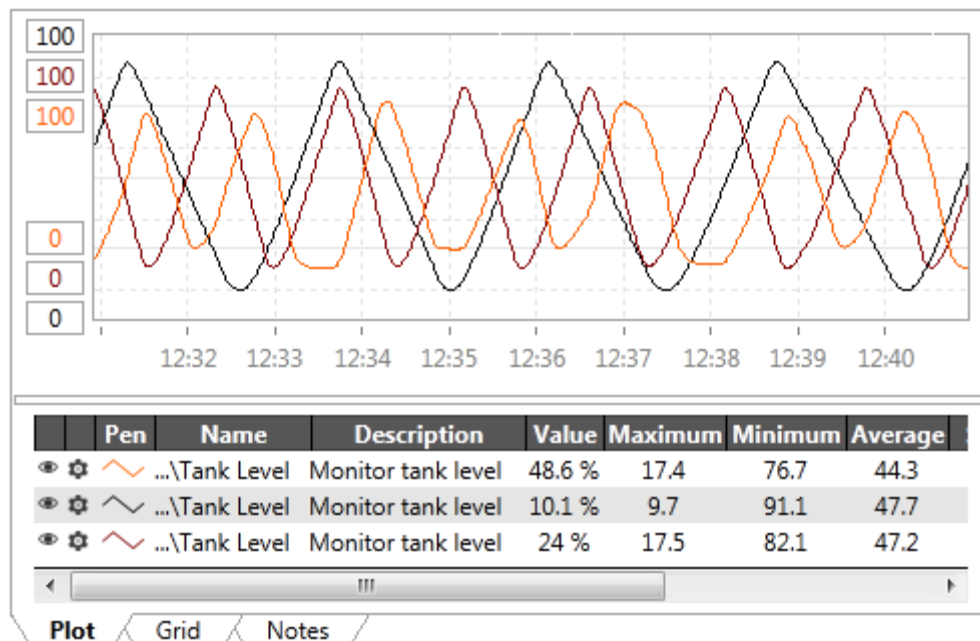 100
100
100
0
0
0
12:32 12:33 12:34 12:35 12:36 12:37 12:38 12:39 12:40
Pen Name Description Value Maximum Minimum Average
...\Tank Level Monitor tank level 48.6 % 17.4 76.7 44.3
...\Tank Level Monitor tank level 10.1 % 9.7 91.1 47.7
...\Tank Level Monitor tank level 24 % 17.5 82.1 47.2
Plot Grid Notes